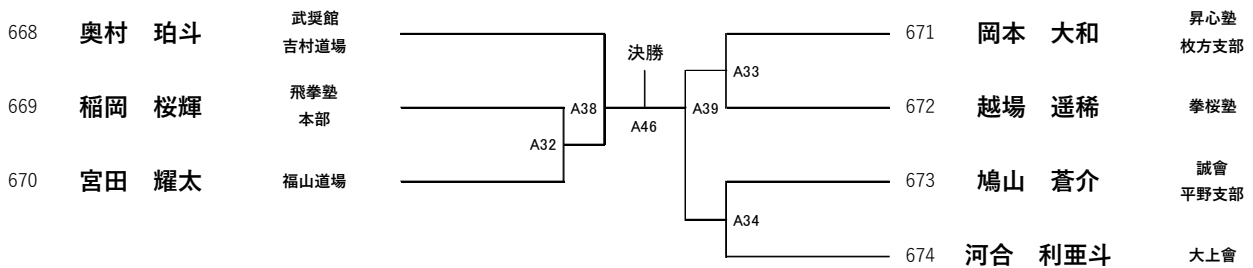 668 奥村 珀斗 武奨館 吉村道場
669 稲岡 桜輝 飛拳塾 本部
670 宮田 耀太 福山道場
A32
A38
決勝
A46
A39
A33
A34
671 岡本 大和 昇心塾 枚方支部
672 越場 遥稀 拳桜塾
673 鳩山 蒼介 誠會 平野支部
674 河合 利亜斗 大上會